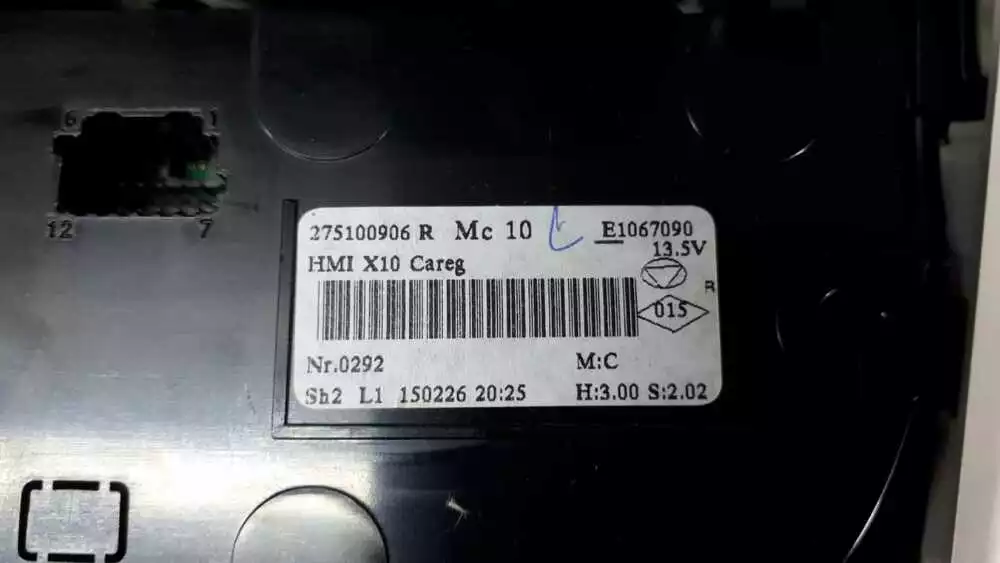 6 1
12 7
275100906 R Mc 10 E1067090
13.5V
HMI X10 Careg
R
015
Nr.0292 M:C
Sh2 L1 150226 20:25 H:3.00 S:2.02